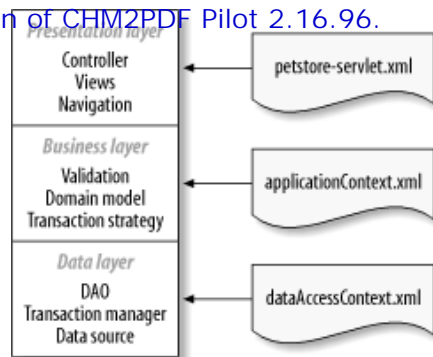 n of CHM2PDF Pilot 2.16.96.
Presentation layer
Controller
Views
Navigation
petstore-servlet.xml
Business layer
Validation
Domain model
Transaction strategy
applicationContext.xml
Data layer
DAO
Transaction manager
Data source
dataAccessContext.xml